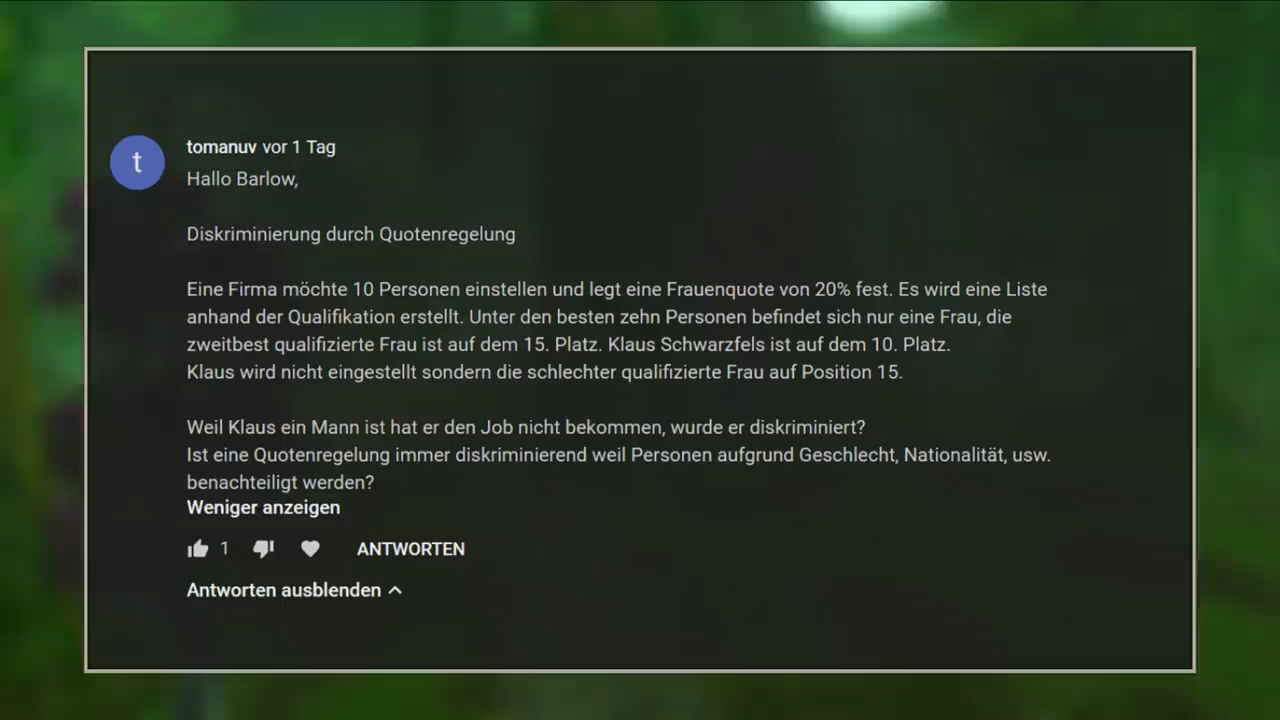 t
tomanuv vor 1 Tag
Hallo Barlow,
Diskriminierung durch Quotenregelung
Eine Firma möchte 10 Personen einstellen und legt eine Frauenquote von 20% fest. Es wird eine Liste
anhand der Qualifikation erstellt. Unter den besten zehn Personen befindet sich nur eine Frau, die
zweitbest qualifizierte Frau ist auf dem 15. Platz. Klaus Schwarzfels ist auf dem 10. Platz.
Klaus wird nicht eingestellt sondern die schlechter qualifizierte Frau auf Position 15.
Weil Klaus ein Mann ist hat er den Job nicht bekommen, wurde er diskriminiert?
Ist eine Quotenregelung immer diskriminierend weil Personen aufgrund Geschlecht, Nationalität, usw.
benachteiligt werden?
Weniger anzeigen
1 ANTWORTEN
Antworten ausblenden